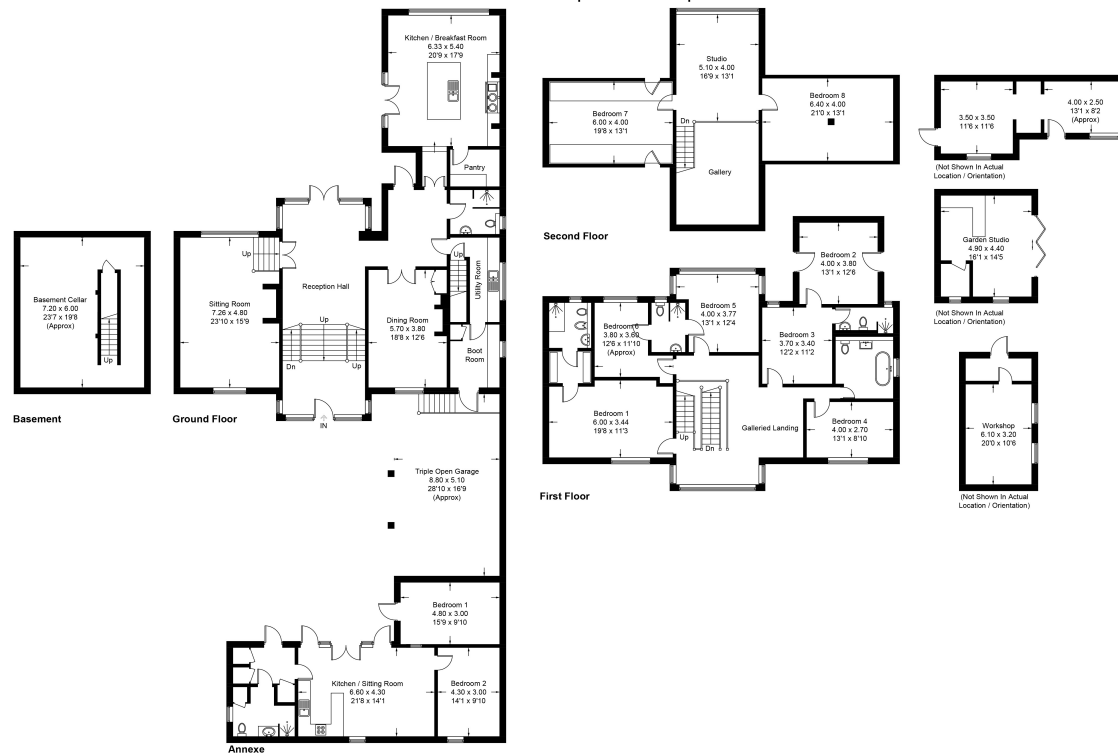 Kitchen / Breakfast Room
6.33 x 5.40
20'9 x 17'9
Pantry
Up
Utility Room
Boot
Room
Up
Reception Hall
Up
Dn
Up
IN
Dining Room
5.70 x 3.80
18'8 x 12'6
Sitting Room
7.26 x 4.80
23'10 x 15'9
Basement Cellar
7.20 x 6.00
23'7 x 19'8
(Approx)
Up
Basement
Ground Floor
Triple Open Garage
8.80 x 5.10
28'10 x 16'9
(Approx)
Bedroom 1
4.80 x 3.00
15'9 x 9'10
Kitchen / Sitting Room
6.60 x 4.30
21'8 x 14'1
Bedroom 2
4.30 x 3.00
14'1 x 9'10
Annexe
Studio
5.10 x 4.00
16'9 x 13'1
Bedroom 7
6.00 x 4.00
19'8 x 13'1
Dn
Bedroom 8
6.40 x 4.00
21'0 x 13'1
Gallery
Second Floor
Bedroom 2
4.00 x 3.80
13'1 x 12'6
Bedroom 5
4.00 x 3.77
13'1 x 12'4
Bedroom 6
3.80 x 3.60
12'6 x 11'10
(Approx)
Bedroom 3
3.70 x 3.40
12'2 x 11'2
Bedroom 1
6.00 x 3.44
19'8 x 11'3
Up
Dn
Galleried Landing
Bedroom 4
4.00 x 2.70
13'1 x 8'10
First Floor
3.50 x 3.50
11'6 x 11'6
4.00 x 2.50
13'1 x 8'2
(Approx)
(Not Shown In Actual
Location / Orientation)
Garden Studio
4.90 x 4.40
16'1 x 14'5
(Not Shown In Actual
Location / Orientation)
Workshop
6.10 x 3.20
20'0 x 10'6
(Not Shown In Actual
Location / Orientation)